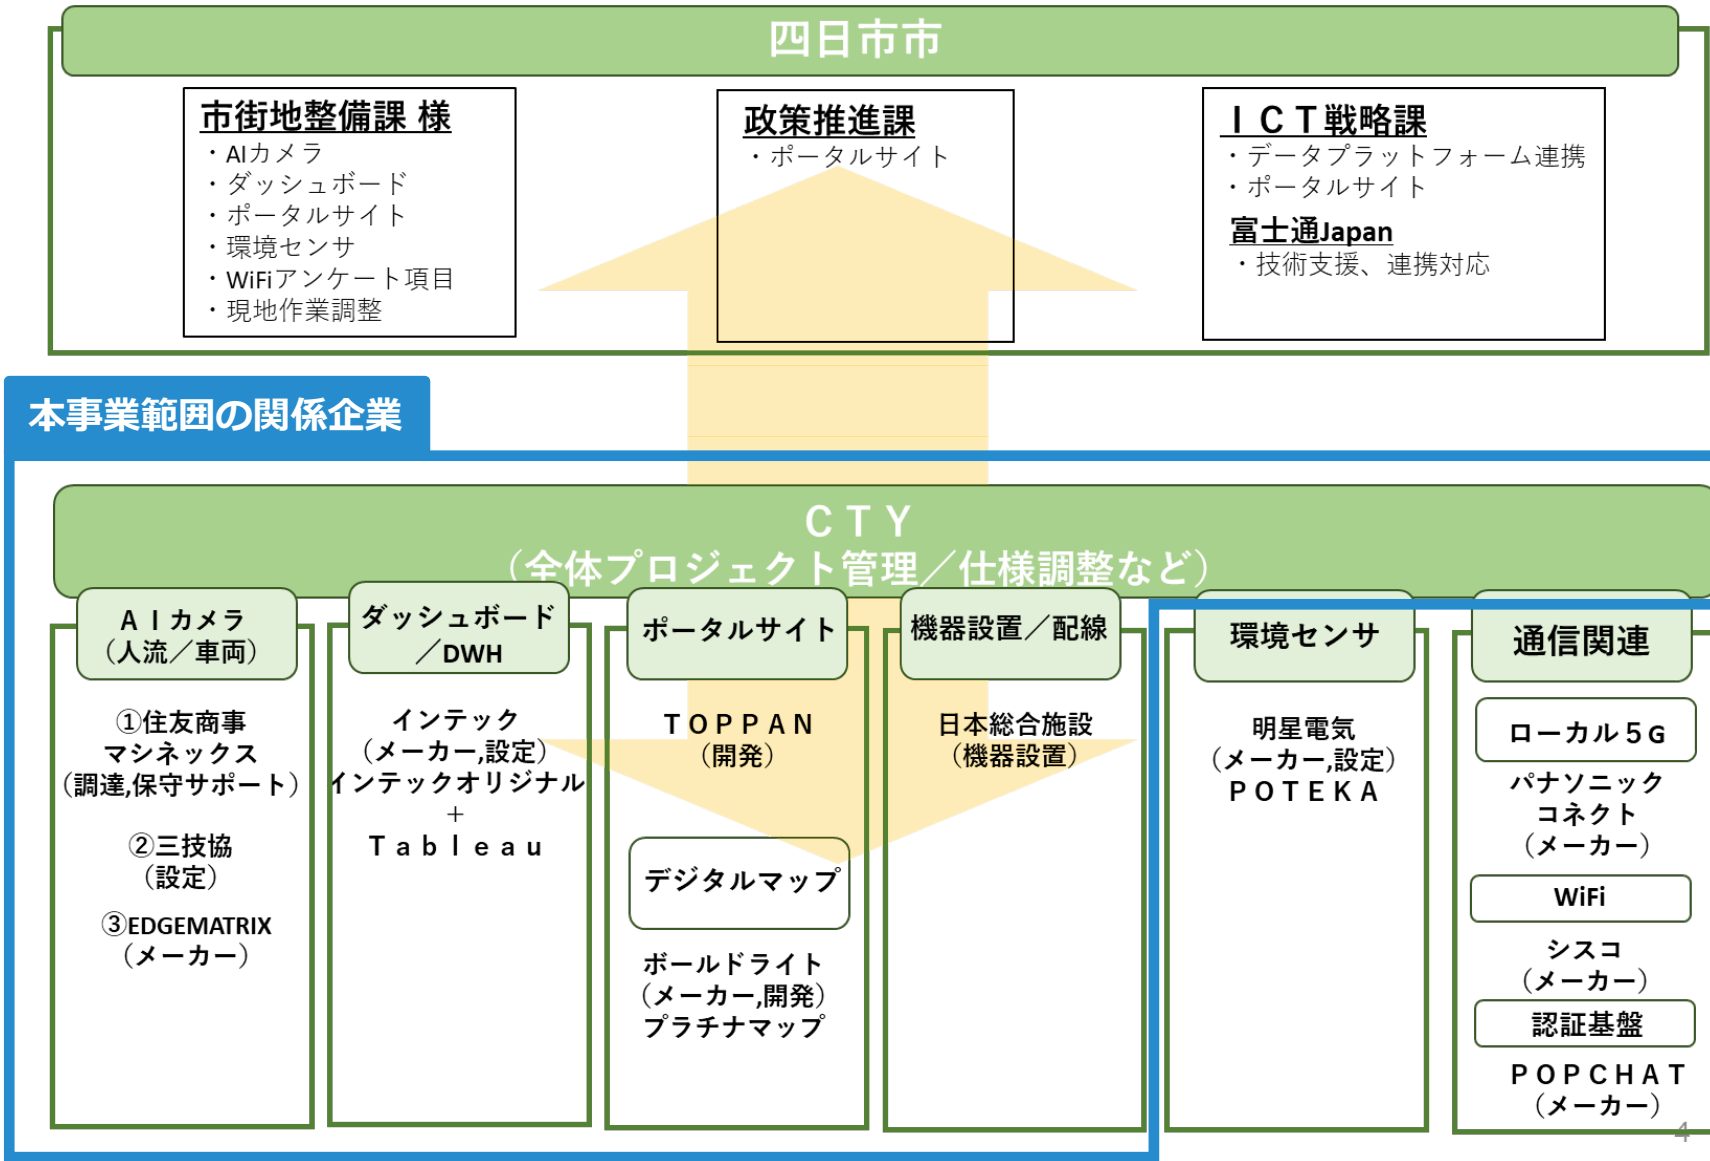 四日市市
市街地整備課 様
・AIカメラ
・ダッシュボード
・ポータルサイト
・環境センサ
・WiFiアンケート項目
・現地作業調整
政策推進課
・ポータルサイト
ＩＣＴ戦略課
・データプラットフォーム連携
・ポータルサイト
富士通Japan
・技術支援、連携対応
本事業範囲の関係企業
ＣＴＹ
（全体プロジェクト管理／仕様調整など）
ＡＩカメラ
（人流／車両）
①住友商事
マシネックス
（調達,保守サポート）
②三技協
（設定）
③EDGEMATRIX
（メーカー）
ダッシュボード
／DWH
インテック
（メーカー,設定）
インテックオリジナル
＋
Ｔａｂｌｅａｕ
ポータルサイト
ＴＯＰＰＡＮ
（開発）
デジタルマップ
ボールドライト
（メーカー,開発）
プラチナマップ
機器設置／配線
日本総合施設
（機器設置）
環境センサ
明星電気
（メーカー,設定）
ＰＯＴＥＫＡ
通信関連
ローカル５G
パナソニック
コネクト
（メーカー）
WiFi
シスコ
（メーカー）
認証基盤
ＰＯＰＣＨＡＴ
（メーカー）
4